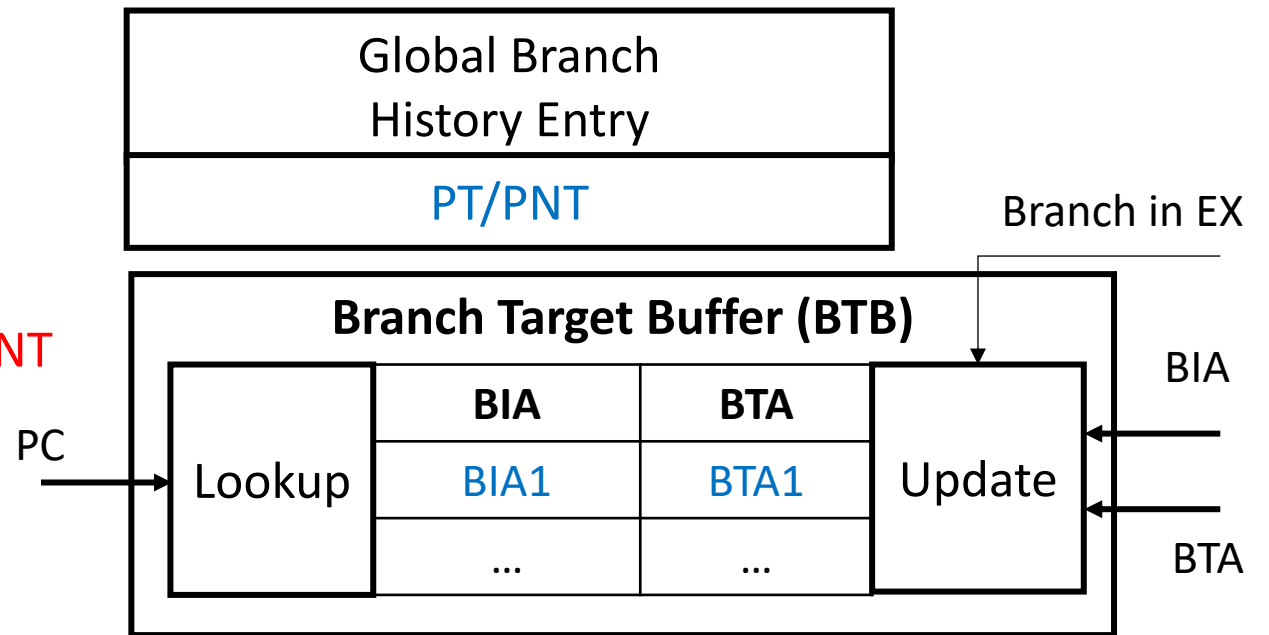 Global Branch
History Entry
PT/PNT
Branch in EX
Branch Target Buffer (BTB)
NT
BIA
PC
Lookup
BIA
BTA
Update
BIA1
BTA1
...
...
BTA